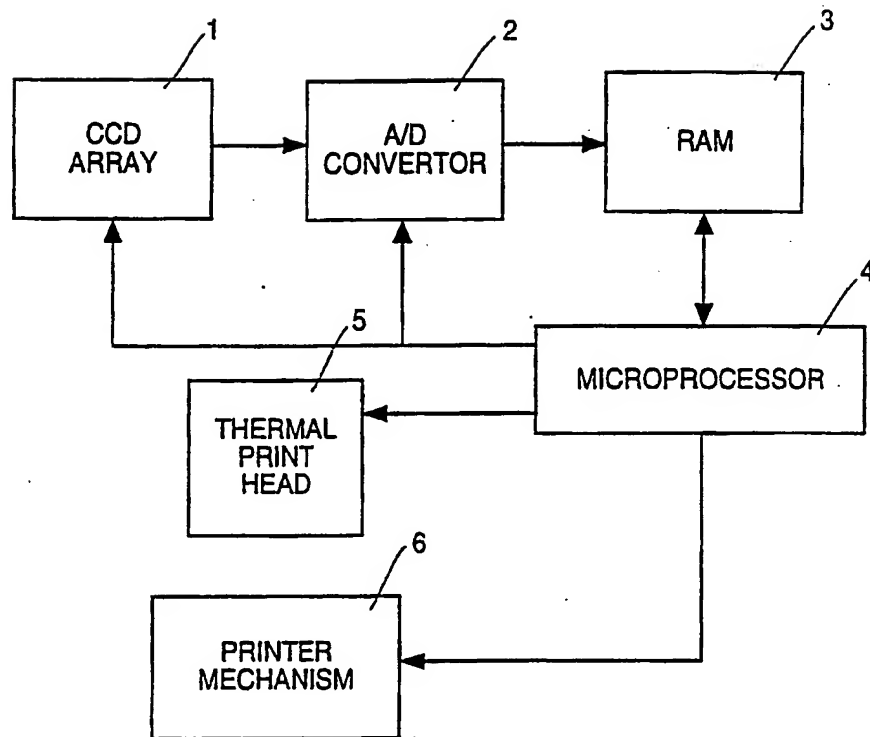 1
2
3
CCD
ARRAY
A/D
CONVERTOR
RAM
4
5
MICROPROCESSOR
THERMAL
PRINT
HEAD
6
PRINTER
MECHANISM